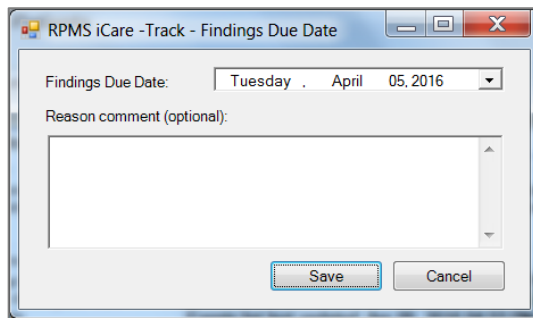 RPMS iCare -Track - Findings Due Date
Findings Due Date: Tuesday , April 05, 2016
Reason comment (optional):
Save Cancel